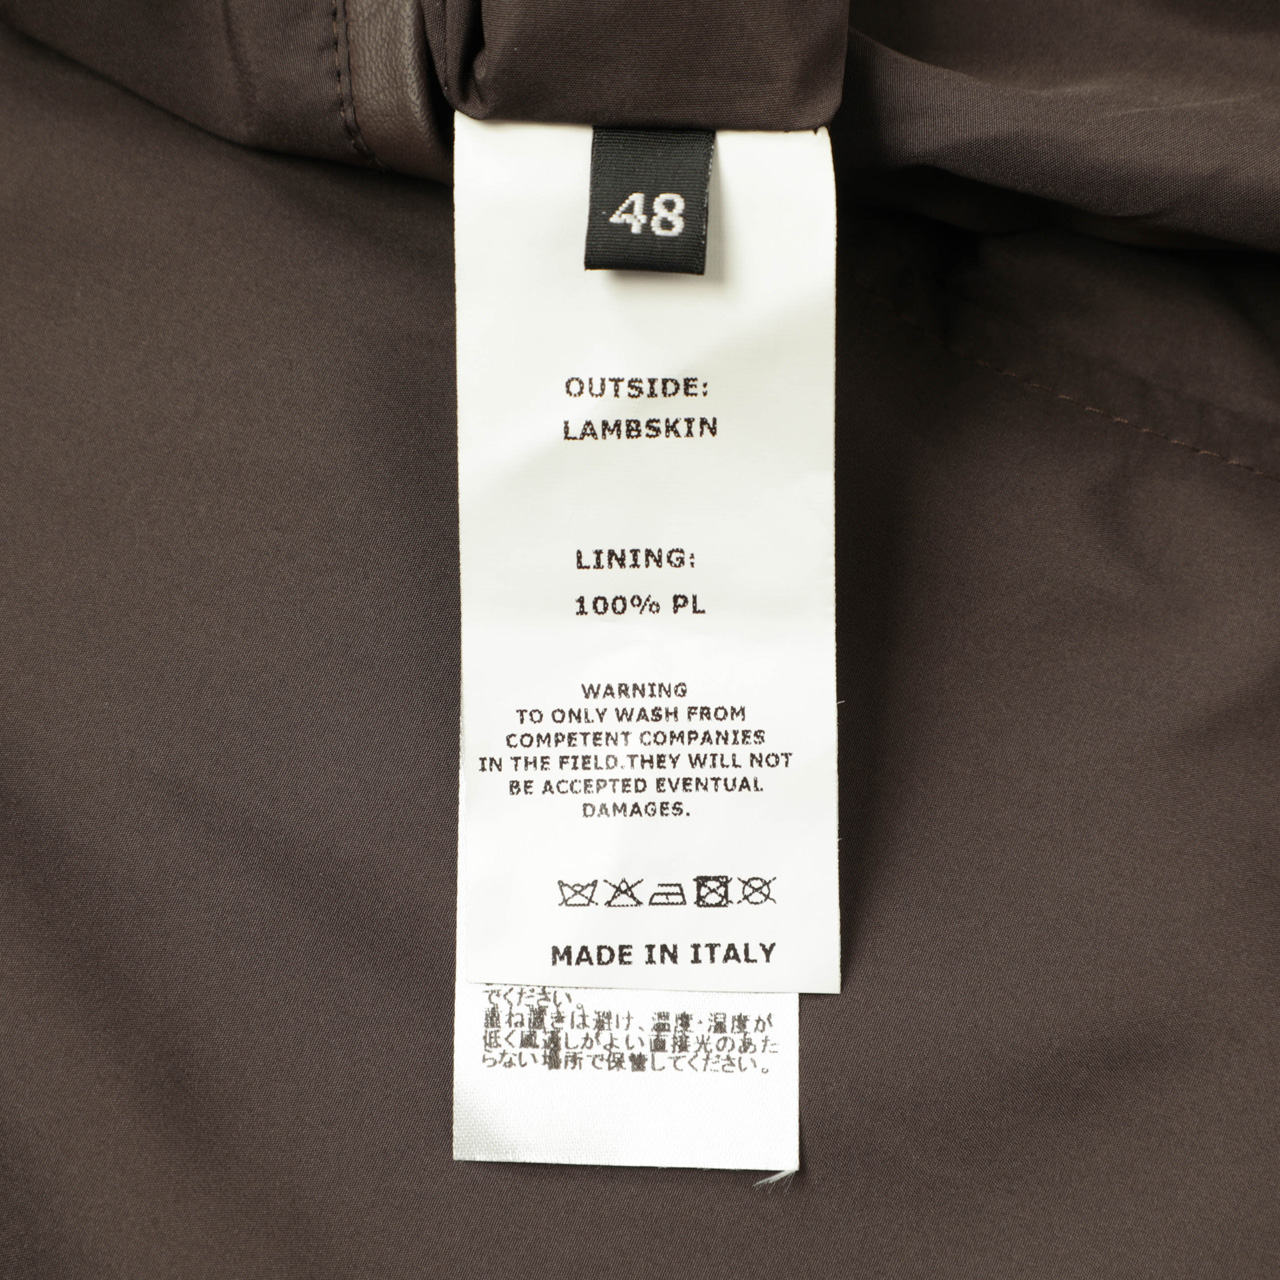 48
OUTSIDE:
LAMBSKIN
LINING:
100% PL
WARNING
TO ONLY WASH FROM
COMPETENT COMPANIES
IN THE FIELD.THEY WILL NOT
BE ACCEPTED EVENTUAL
DAMAGES.
MADE IN ITALY
でください。
重ね置きは避け、温度・湿度が
低く風通しがよい直接光のあた
らない場所で保管してください。